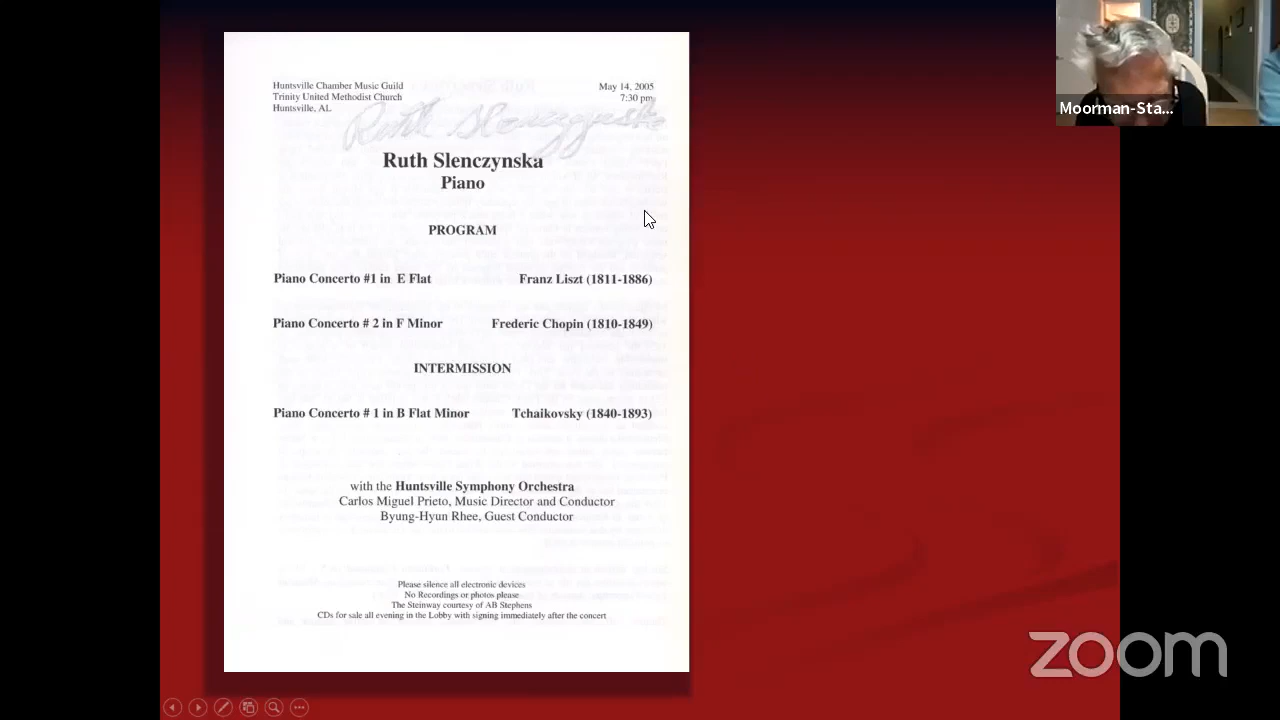 Huntsville Chamber Music Guild May 14, 2005
Trinity United Methodist Church 7:30 pm
Huntsville, AL
Ruth Slenczynska
Ruth Slenczynska
Piano
PROGRAM
Piano Concerto #1 in E Flat Franz Liszt (1811-1886)
Piano Concerto # 2 in F Minor Frederic Chopin (1810-1849)
INTERMISSION
Piano Concerto # 1 in B Flat Minor Tchaikovsky (1840-1893)
with the Huntsville Symphony Orchestra
Carlos Miguel Prieto, Music Director and Conductor
Byung-Hyun Rhee, Guest Conductor
Please silence all electronic devices
No Recordings or photos please
The Steinway courtesy of AB Stephens
CDs for sale all evening in the Lobby with signing immediately after the concert
Moorman-Sta...
zoom